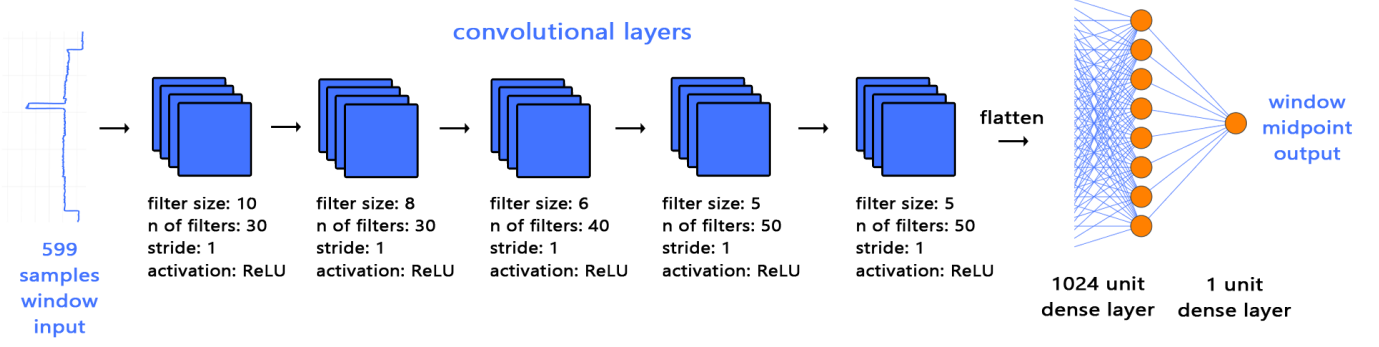 convolutional layers
599
samples
window
input
filter size: 10
n of filters: 30
stride: 1
activation: ReLU
filter size: 8
n of filters: 30
stride: 1
activation: ReLU
filter size: 6
n of filters: 40
stride: 1
activation: ReLU
filter size: 5
n of filters: 50
stride: 1
activation: ReLU
filter size: 5
n of filters: 50
stride: 1
activation: ReLU
flatten
1024 unit
dense layer
1 unit
dense layer
window
midpoint
output